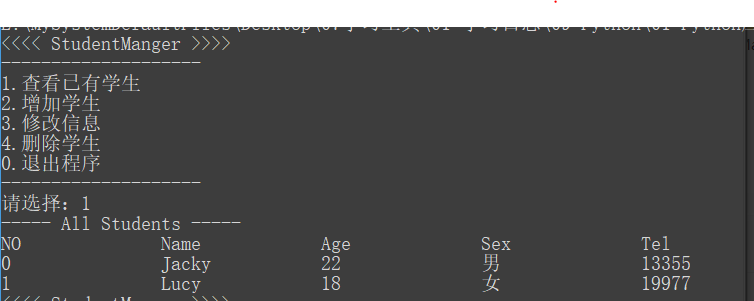 <<<< StudentManger >>>>
--------------------
1.查看已有学生
2.增加学生
3.修改信息
4.删除学生
0.退出程序
--------------------
请选择: 1
----- All Students -----
NO Name Age Sex Tel
0 Jacky 22 男 13355
1 Lucy 18 女 19977